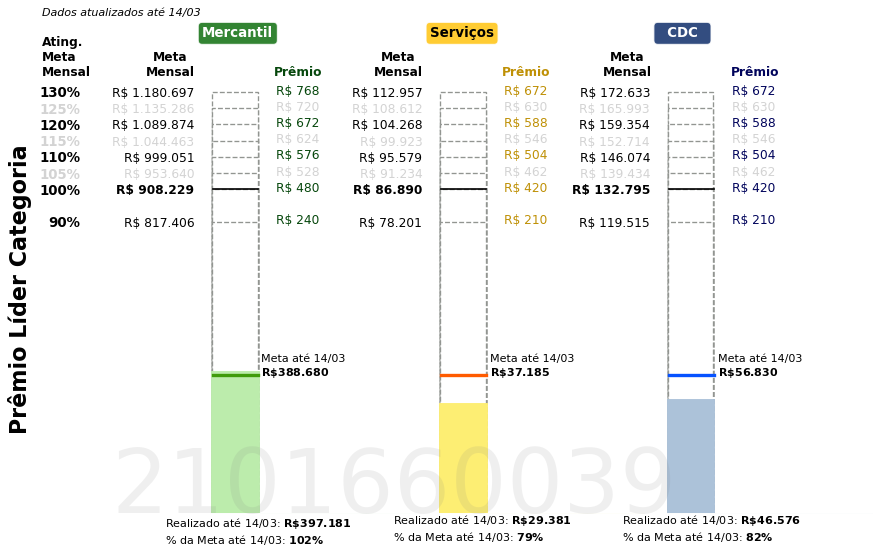 Dados atualizados até 14/03
Mercantil Serviços CDC
Ating. Meta Mensal
Meta Mensal Prêmio Meta Mensal Prêmio Meta Mensal Prêmio
130% R$ 1.180.697 R$ 768 R$ 112.957 R$ 672 R$ 172.633 R$ 672
125% R$ 1.135.286 R$ 720 R$ 108.612 R$ 630 R$ 165.993 R$ 630
120% R$ 1.089.874 R$ 672 R$ 104.268 R$ 588 R$ 159.354 R$ 588
115% R$ 1.044.463 R$ 624 R$ 99.923 R$ 546 R$ 152.714 R$ 546
110% R$ 999.051 R$ 576 R$ 95.579 R$ 504 R$ 146.074 R$ 504
105% R$ 953.640 R$ 528 R$ 91.234 R$ 462 R$ 139.434 R$ 462
100% R$ 908.229 R$ 480 R$ 86.890 R$ 420 R$ 132.795 R$ 420
90% R$ 817.406 R$ 240 R$ 78.201 R$ 210 R$ 119.515 R$ 210
Prêmio Líder Categoria
Meta até 14/03 Meta até 14/03 Meta até 14/03
R$388.680 R$37.185 R$56.830
2101660039
Realizado até 14/03: R$397.181 Realizado até 14/03: R$29.381 Realizado até 14/03: R$46.576
% da Meta até 14/03: 102% % da Meta até 14/03: 79% % da Meta até 14/03: 82%